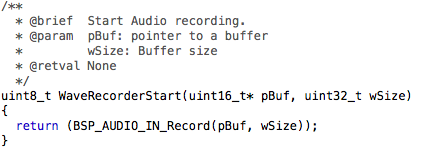 /**
  * @brief  Start Audio recording.
  * @param  pBuf: pointer to a buffer
  *         wSize: Buffer size
  * @retval None
  */
uint8_t WaveRecorderStart(uint16_t* pBuf, uint32_t wSize)
{
  return (BSP_AUDIO_IN_Record(pBuf, wSize));
}